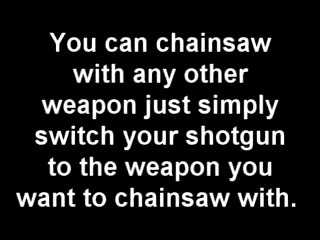 You can chainsaw
with any other
weapon just simply
switch your shotgun
to the weapon you
want to chainsaw with.